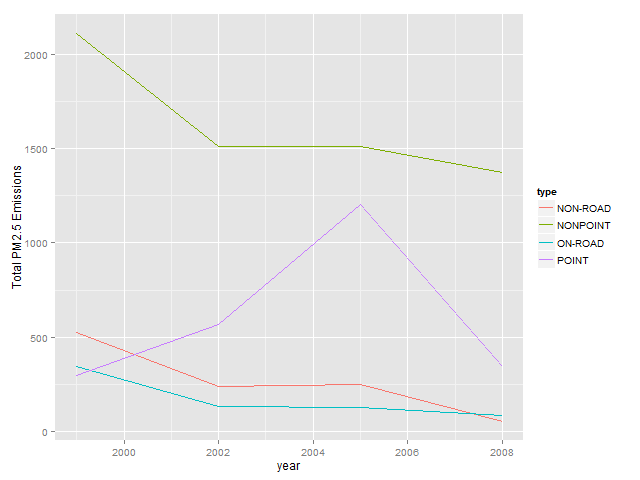 2000
1500
1000
500
0
Total PM2.5 Emissions
2000
2002
2004
2006
2008
year
type
NON-ROAD
NONPOINT
ON-ROAD
POINT